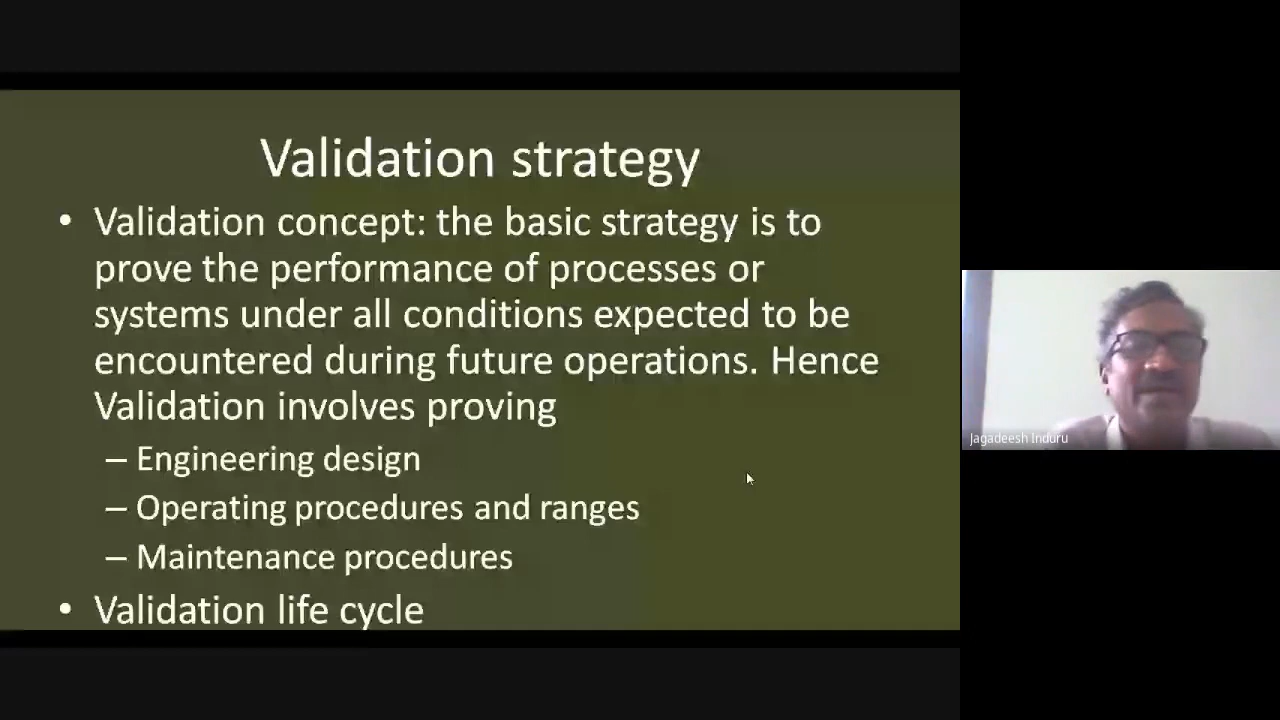 Validation strategy
• Validation concept: the basic strategy is to
prove the performance of processes or
systems under all conditions expected to be
encountered during future operations. Hence
Validation involves proving
– Engineering design
– Operating procedures and ranges
– Maintenance procedures
• Validation life cycle
Jagadeesh Induru